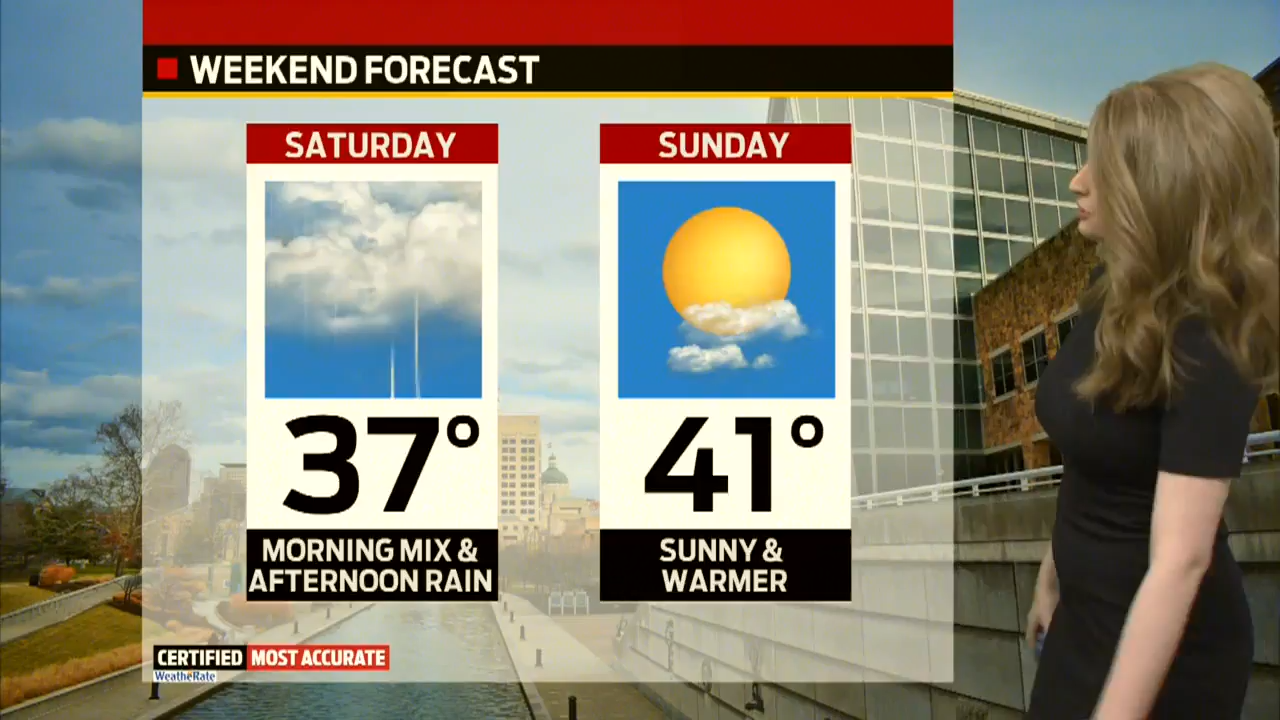 WEEKEND FORECAST
SATURDAY
37°
MORNING MIX &
AFTERNOON RAIN
SUNDAY
41°
SUNNY &
WARMER
CERTIFIED MOST ACCURATE
WeatheRate